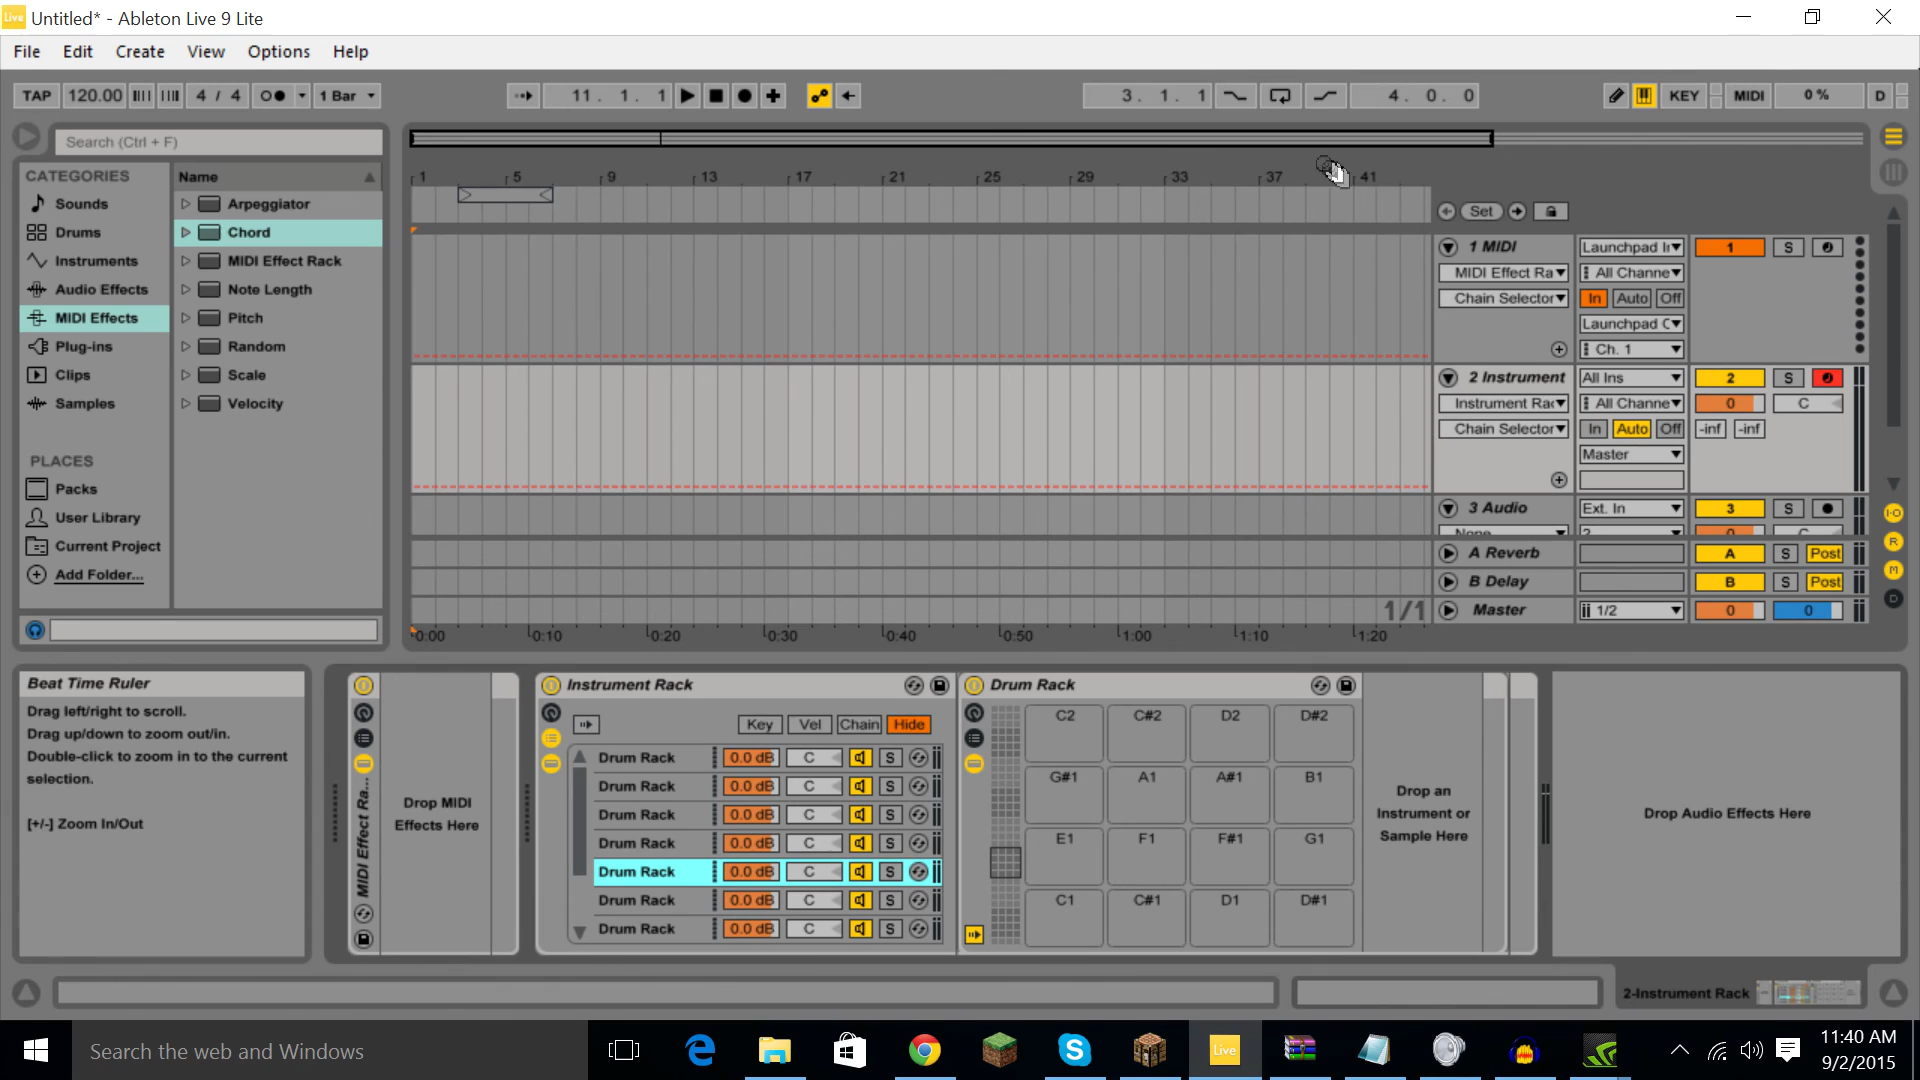 Live Untitled* - Ableton Live 9 Lite
File Edit Create View Options Help
TAP 120.00 4 / 4 1 Bar 11. 1. 1 3. 1. 1 4. 0. 0 KEY MIDI 0 % D
Search (Ctrl + F)
CATEGORIES
Sounds
Drums
Instruments
Audio Effects
MIDI Effects
Plug-ins
Clips
Samples
PLACES
Packs
User Library
Current Project
Add Folder...
Name
Arpeggiator
Chord
MIDI Effect Rack
Note Length
Pitch
Random
Scale
Velocity
1 5 9 13 17 21 25 29 33 37 41
Set
1 MIDI Launchpad 1 S
MIDI Effect Ra All Channe
Chain Selector In Auto Off
Launchpad C
Ch. 1
2 Instrument All Ins 2 S
Instrument Rac All Channe 0 C
Chain Selector In Auto Off -inf -inf
Master
3 Audio Ext. In 3 S
A Reverb A S Post
B Delay B S Post
1/1 Master 1/2 0 0
0:00 0:10 0:20 0:30 0:40 0:50 1:00 1:10 1:20
I-O
R
M
D
Beat Time Ruler
Drag left/right to scroll.
Drag up/down to zoom out/in.
Double-click to zoom in to the current
selection.
[+/-] Zoom In/Out
MIDI Effect Ra...
Drop MIDI
Effects Here
Instrument Rack
Key Vel Chain Hide
Drum Rack 0.0 dB C S
Drum Rack 0.0 dB C S
Drum Rack 0.0 dB C S
Drum Rack 0.0 dB C S
Drum Rack 0.0 dB C S
Drum Rack 0.0 dB C S
Drum Rack 0.0 dB C S
Drum Rack
C2 C#2 D2 D#2
G#1 A1 A#1 B1
E1 F1 F#1 G1
C1 C#1 D1 D#1
Drop an
Instrument or
Sample Here
Drop Audio Effects Here
2-Instrument Rack
Search the web and Windows
Live
11:40 AM
9/2/2015